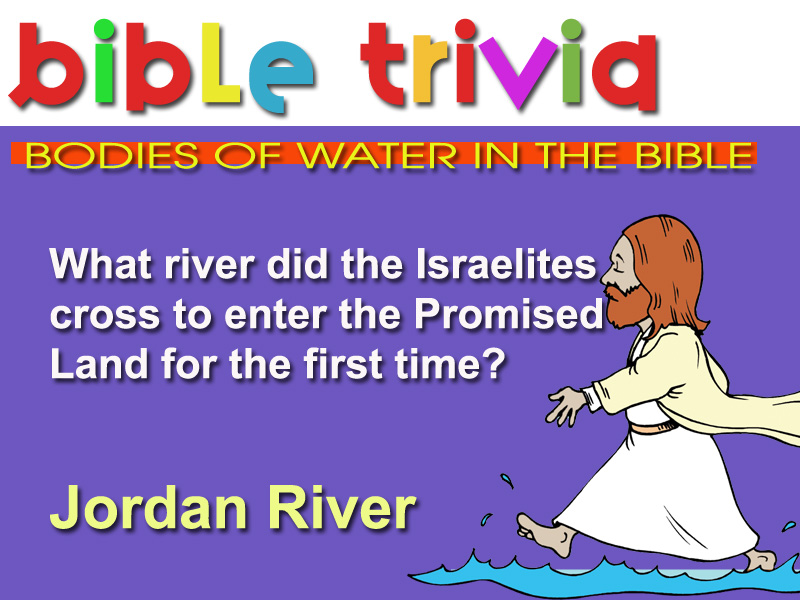 bible trivia
BODIES OF WATER IN THE BIBLE
What river did the Israelites
cross to enter the Promised
Land for the first time?
Jordan River